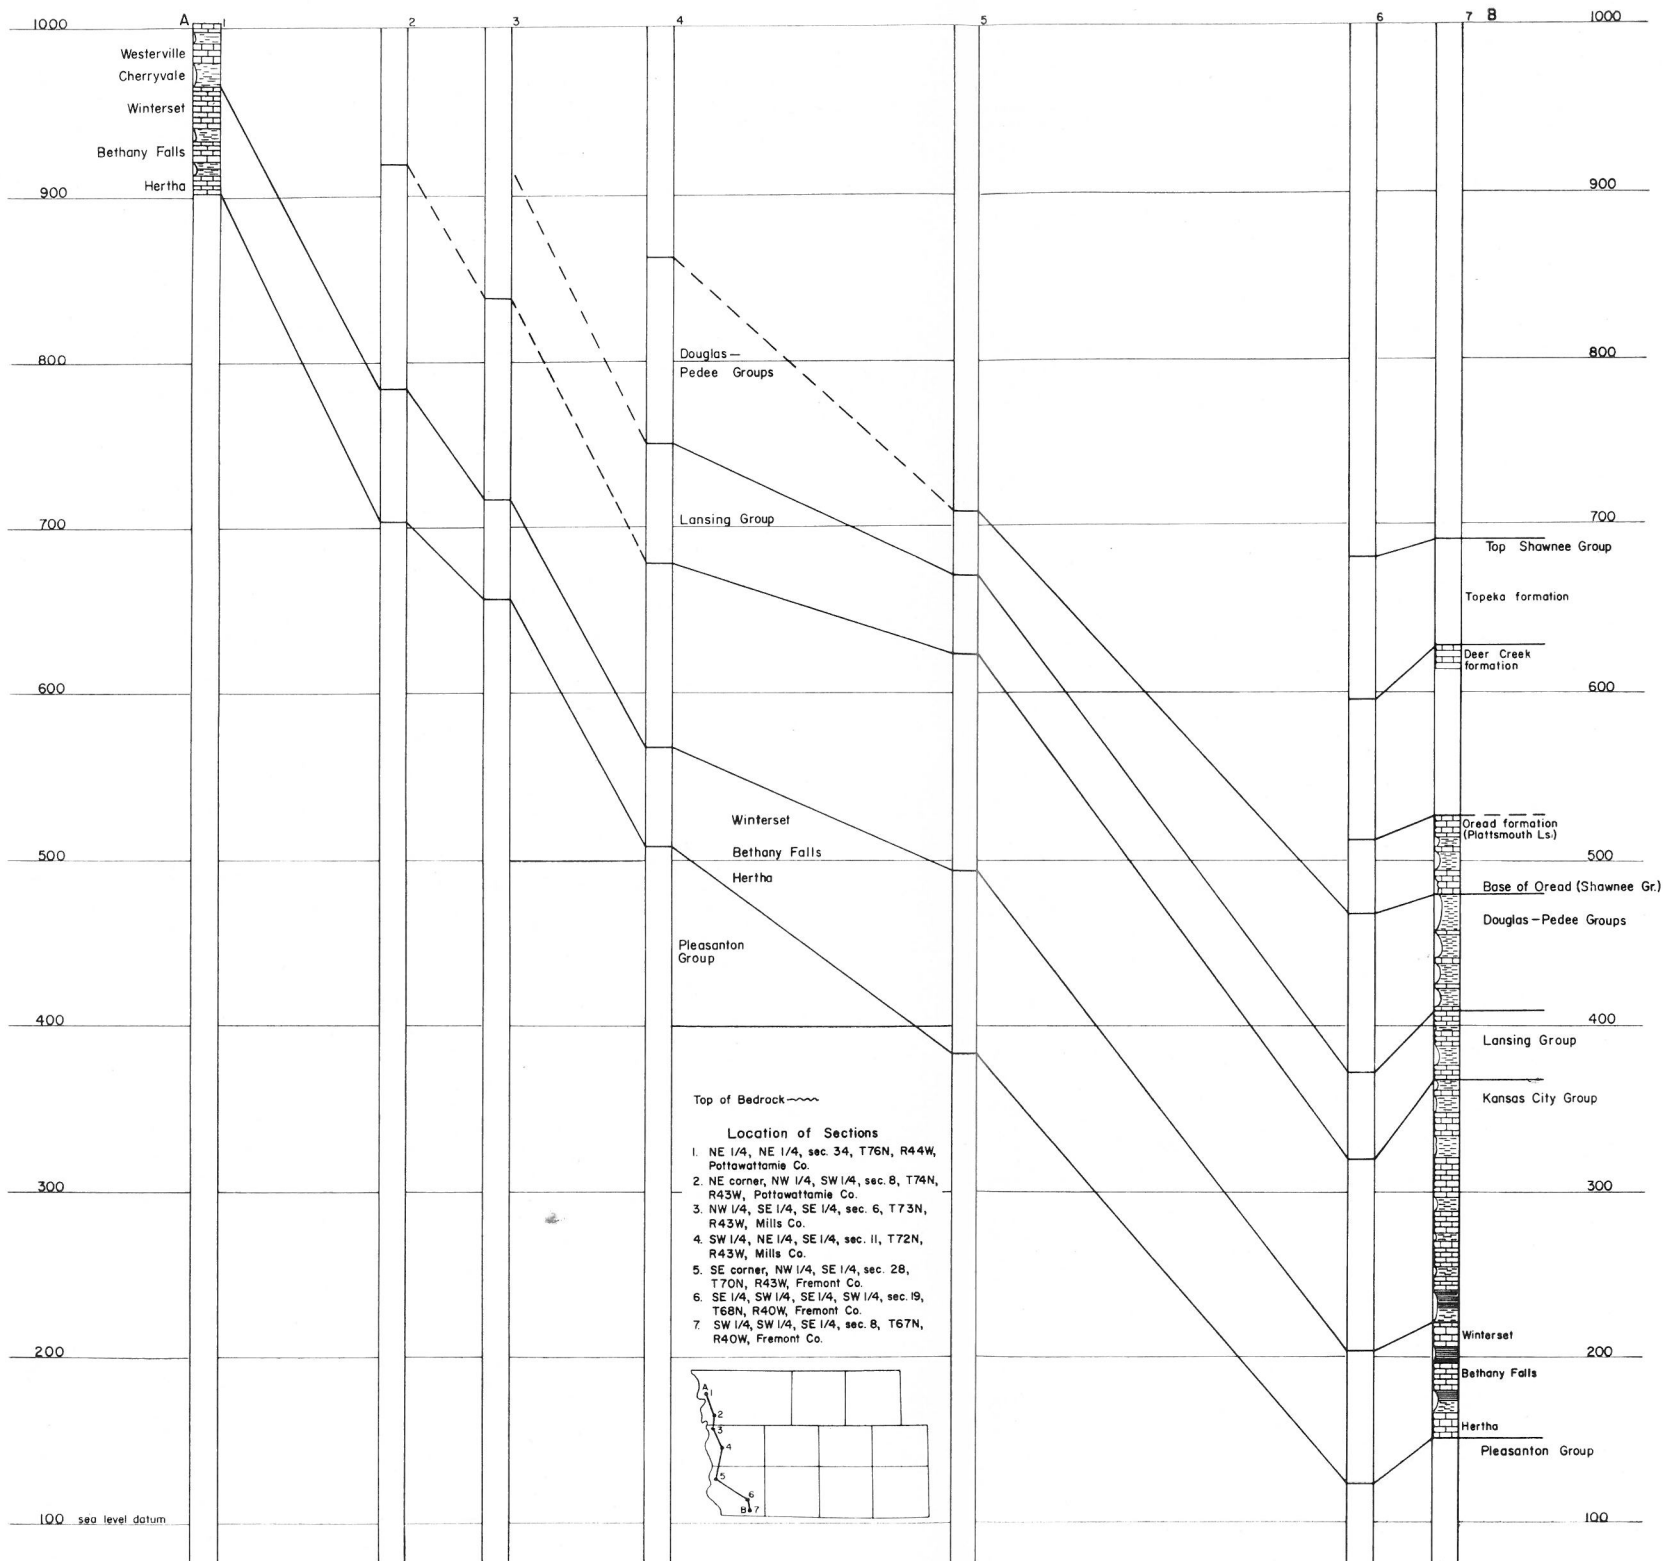 A 1 2 3 4 5 6 7 B
1000 1000
Westerville
Cherryvale
Winterset
Bethany Falls
Hertha
900 900
800 800
Douglas—
Pedee Groups
700 700
Lansing Group
Top Shawnee Group
Topeka formation
Deer Creek
formation
600 600
Oread formation
(Plattsmouth Ls.)
Winterset
Bethany Falls
Hertha
500 500
Base of Oread (Shawnee Gr.)
Douglas—Pedee Groups
Pleasanton
Group
400 400
Lansing Group
Kansas City Group
Top of Bedrock
Location of Sections
1. NE 1/4, NE 1/4, sec. 34, T76N, R44W,
Pottawattamie Co.
2. NE corner, NW 1/4, SW 1/4, sec. 8, T74N,
R43W, Pottawattamie Co.
3. NW 1/4, SE 1/4, SE 1/4, sec. 6, T73N,
R43W, Mills Co.
4. SW 1/4, NE 1/4, SE 1/4, sec. 11, T72N,
R43W, Mills Co.
5. SE corner, NW 1/4, SE 1/4, sec. 28,
T70N, R43W, Fremont Co.
6. SE 1/4, SW 1/4, SE 1/4, SW 1/4, sec. 19,
T68N, R40W, Fremont Co.
7. SW 1/4, SW 1/4, SE 1/4, sec. 8, T67N,
R40W, Fremont Co.
300 300
200 200
Winterset
Bethany Falls
Hertha
Pleasanton Group
A
1
2
3
4
5
6
B 7
100 sea level datum 100